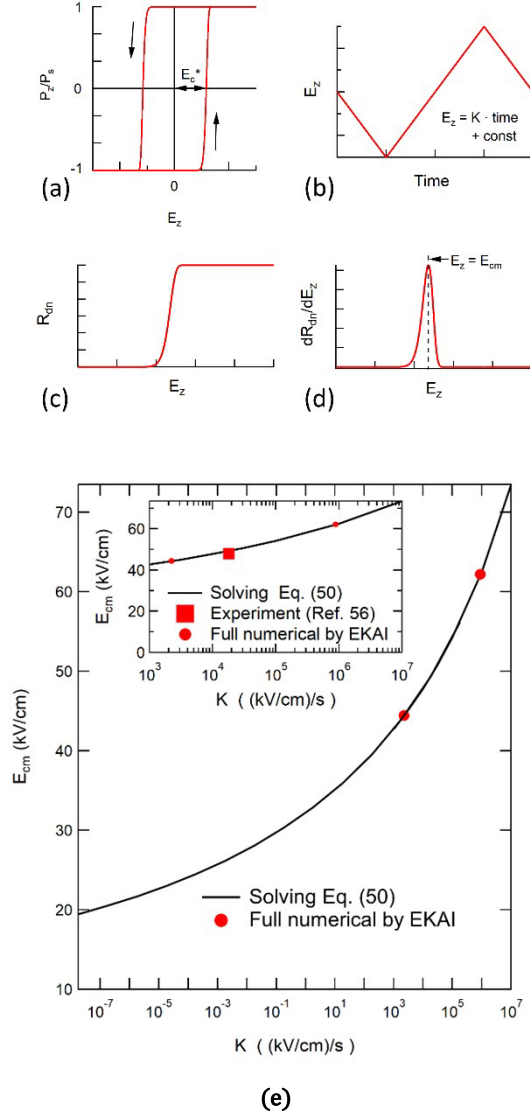 1
P_z/P_s
0
-1
E_c*
0
E_z
(a)
E_z
E_z = K · time
+ const
Time
(b)
R_dn
E_z
(c)
dR_dn/dE_z
E_z = E_cm
E_z
(d)
E_cm (kV/cm)
70
60
50
40
30
20
10
10^-7
10^-5
10^-3
10^-1
10^1
10^3
10^5
10^7
K ( (kV/cm)/s)
Solving Eq. (50)
Full numerical by EKAI
E_cm (kV/cm)
60
40
20
0
Solving Eq. (50)
Experiment (Ref. 56)
Full numerical by EKAI
10^3
10^4
10^5
10^6
10^7
K ( (kV/cm)/s)
(e)